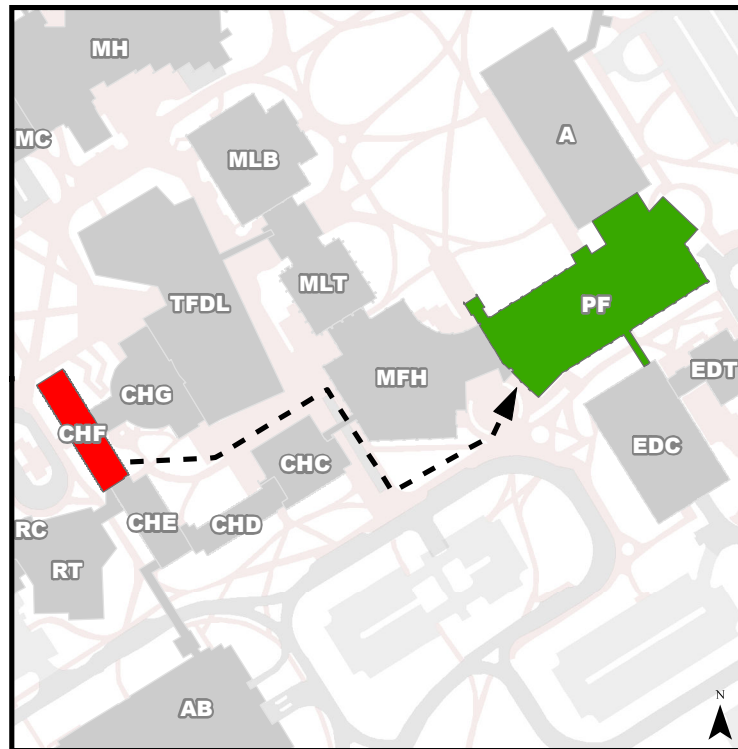 MH
MC
MLB
A
TFDL
MLT
PF
MFH
EDT
CHG
CHF
CHC
EDC
CHE
CHD
RC
RT
AB
N